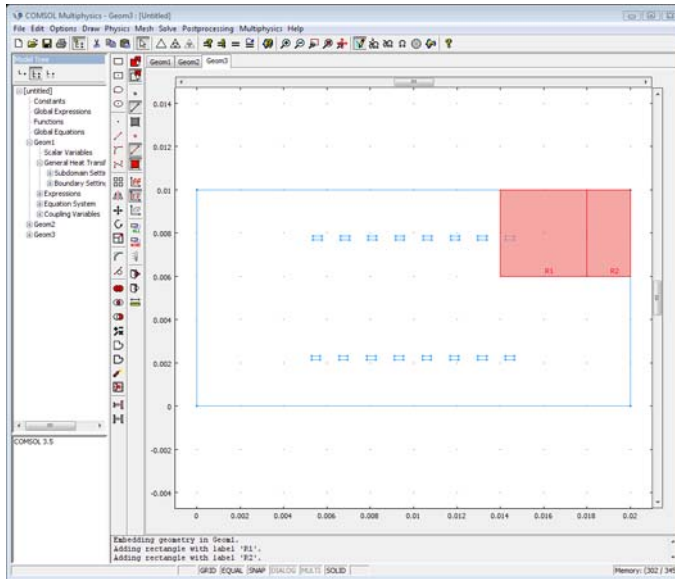 COMSOL Multiphysics - Geom3 : [Untitled]
File Edit Options Draw Physics Mesh Solve Postprocessing Multiphysics Help
Model Tree
Geom1 Geom2 Geom3
[untitled]
Constants
Global Expressions
Functions
Global Equations
Geom1
Scalar Variables
General Heat Transf
Subdomain Setti
Boundary Setting
Expressions
Equation System
Coupling Variables
Geom2
Geom3
COMSOL 3.5
0.014
0.012
0.01
0.008
0.006
0.004
0.002
0
-0.002
-0.004
R1 R2
0 0.002 0.004 0.006 0.008 0.01 0.012 0.014 0.016 0.018 0.02
Embedding geometry in Geom1.
Adding rectangle with label 'R1'.
Adding rectangle with label 'R2'.
GRID EQUAL SNAP DIALOG MULTI SOLID
Memory: (302 / 345